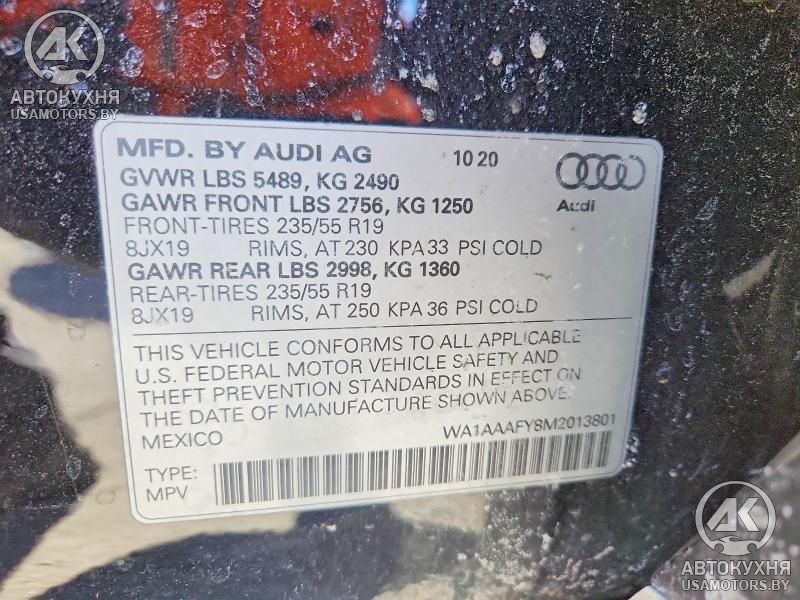 AK
АВТОКУХНЯ
USAMOTORS.BY
MFD. BY AUDI AG 10 20
GVWR LBS 5489, KG 2490
GAWR FRONT LBS 2756, KG 1250
Audi
FRONT-TIRES 235/55 R19
8JX19 RIMS, AT 230 KPA 33 PSI COLD
GAWR REAR LBS 2998, KG 1360
REAR-TIRES 235/55 R19
8JX19 RIMS, AT 250 KPA 36 PSI COLD
THIS VEHICLE CONFORMS TO ALL APPLICABLE
U.S. FEDERAL MOTOR VEHICLE SAFETY AND
THEFT PREVENTION STANDARDS IN EFFECT ON
THE DATE OF MANUFACTURE SHOWN ABOVE.
MEXICO WA1AAAFY8M2013801
TYPE:
MPV
AK
АВТОКУХНЯ
USAMOTORS.BY